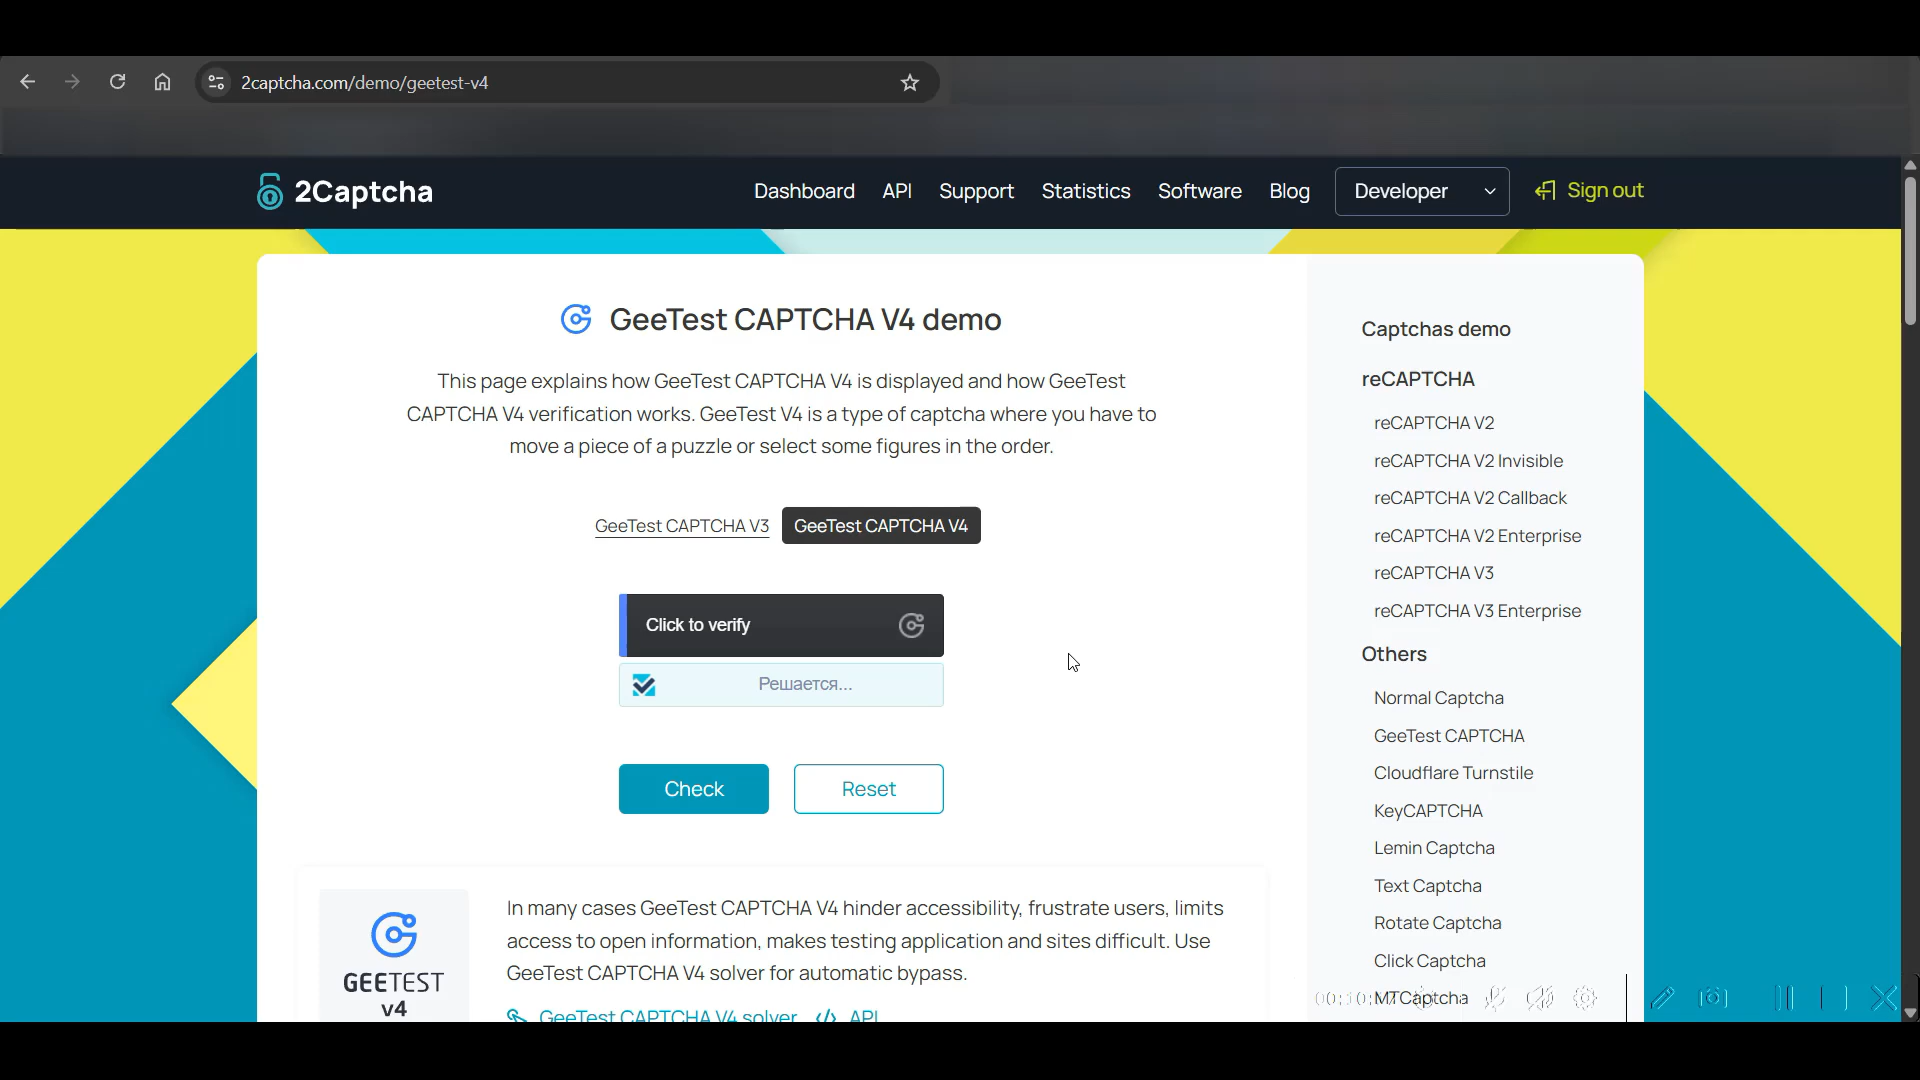 2captcha.com/demo/geetest-v4
2Captcha
Dashboard
API
Support
Statistics
Software
Blog
Developer
Sign out
GeeTest CAPTCHA V4 demo
This page explains how GeeTest CAPTCHA V4 is displayed and how GeeTest
CAPTCHA V4 verification works. GeeTest V4 is a type of captcha where you have to
move a piece of a puzzle or select some figures in the order.
GeeTest CAPTCHA V3
GeeTest CAPTCHA V4
Click to verify
Решается...
Check
Reset
GEETEST
v4
In many cases GeeTest CAPTCHA V4 hinder accessibility, frustrate users, limits
access to open information, makes testing application and sites difficult. Use
GeeTest CAPTCHA V4 solver for automatic bypass.
GeeTest CAPTCHA V4 solver
API
Captchas demo
reCAPTCHA
reCAPTCHA V2
reCAPTCHA V2 Invisible
reCAPTCHA V2 Callback
reCAPTCHA V2 Enterprise
reCAPTCHA V3
reCAPTCHA V3 Enterprise
Others
Normal Captcha
GeeTest CAPTCHA
Cloudflare Turnstile
KeyCAPTCHA
Lemin Captcha
Text Captcha
Rotate Captcha
Click Captcha
MTCaptcha